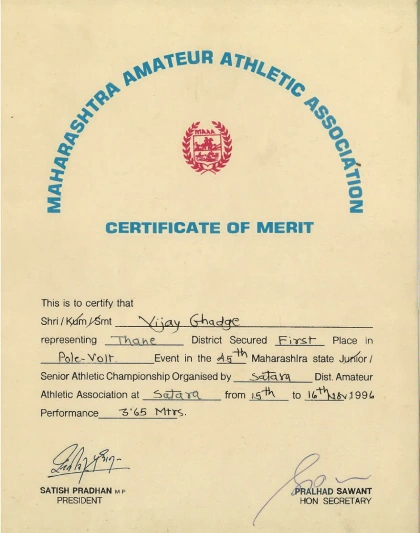 MAHARASHTRA AMATEUR ATHLETIC ASSOCIATION
MAAA
CERTIFICATE OF MERIT
This is to certify that
Shri / Kum / Smt Vijay Ghadge
representing Thane District Secured First Place in
Pole-Volt Event in the 45th Maharashtra state Junior /
Senior Athletic Championship Organised by Satara Dist. Amateur
Athletic Association at Satara from 15th to 16th Nov 1996
Performance 3'65 Mtrs.
SATISH PRADHAN M P
PRESIDENT
PRALHAD SAWANT
HON SECRETARY